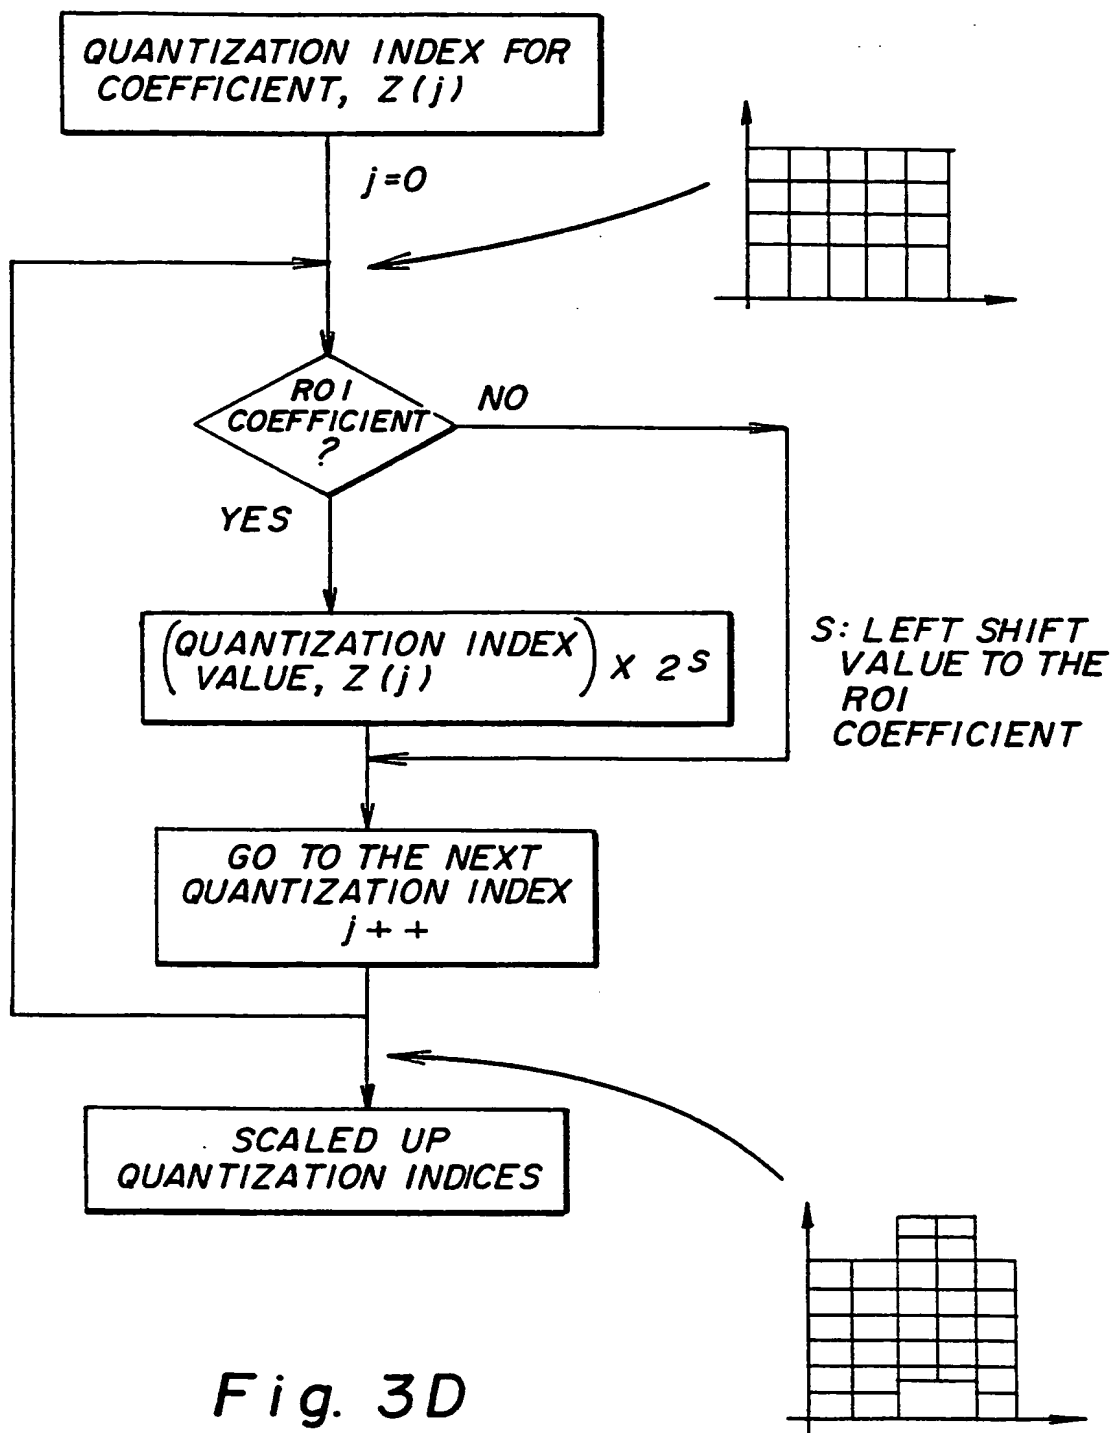 QUANTIZATION INDEX FOR
COEFFICIENT, Z(j)
j=0
ROI
COEFFICIENT
?
NO
YES
(QUANTIZATION INDEX
VALUE, Z(j)) X 2^S
S: LEFT SHIFT
VALUE TO THE
ROI
COEFFICIENT
GO TO THE NEXT
QUANTIZATION INDEX
j++
SCALED UP
QUANTIZATION INDICES
Fig. 3D